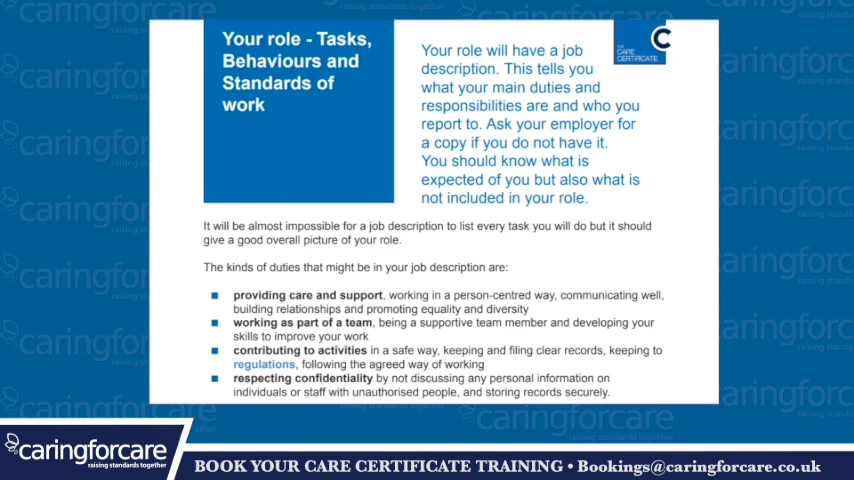 Your role - Tasks,
Behaviours and
Standards of
work
Your role will have a job
description. This tells you
what your main duties and
responsibilities are and who you
report to. Ask your employer for
a copy if you do not have it.
You should know what is
expected of you but also what is
not included in your role.
THE
CARE
CERTIFICATE
It will be almost impossible for a job description to list every task you will do but it should
give a good overall picture of your role.
The kinds of duties that might be in your job description are:
providing care and support, working in a person-centred way, communicating well,
building relationships and promoting equality and diversity
working as part of a team, being a supportive team member and developing your
skills to improve your work
contributing to activities in a safe way, keeping and filing clear records, keeping to
regulations, following the agreed way of working
respecting confidentiality by not discussing any personal information on
individuals or staff with unauthorised people, and storing records securely.
caringforcare
raising standards together
BOOK YOUR CARE CERTIFICATE TRAINING • Bookings@caringforcare.co.uk